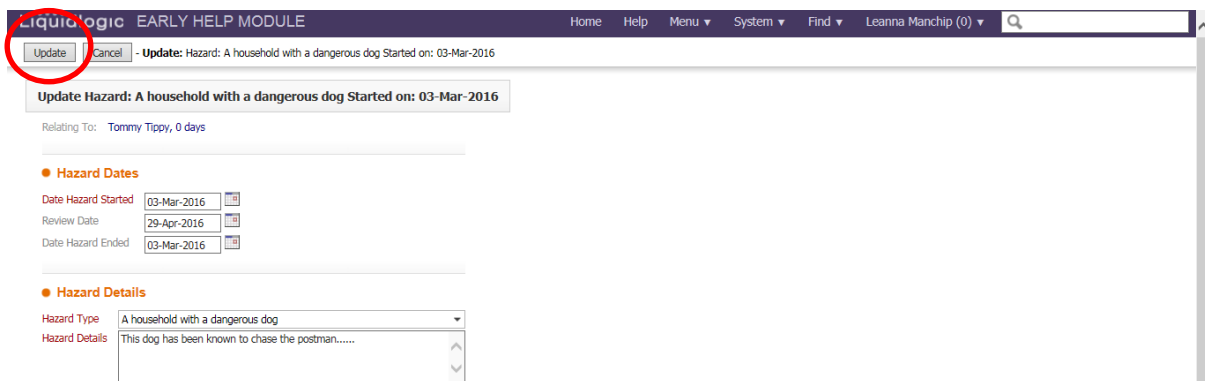 Liquidlogic EARLY HELP MODULE Home Help Menu System Find Leanna Manchip (0)
Update Cancel - Update: Hazard: A household with a dangerous dog Started on: 03-Mar-2016
Update Hazard: A household with a dangerous dog Started on: 03-Mar-2016
Relating To: Tommy Tippy, 0 days
Hazard Dates
Date Hazard Started 03-Mar-2016
Review Date 29-Apr-2016
Date Hazard Ended 03-Mar-2016
Hazard Details
Hazard Type A household with a dangerous dog
Hazard Details This dog has been known to chase the postman......